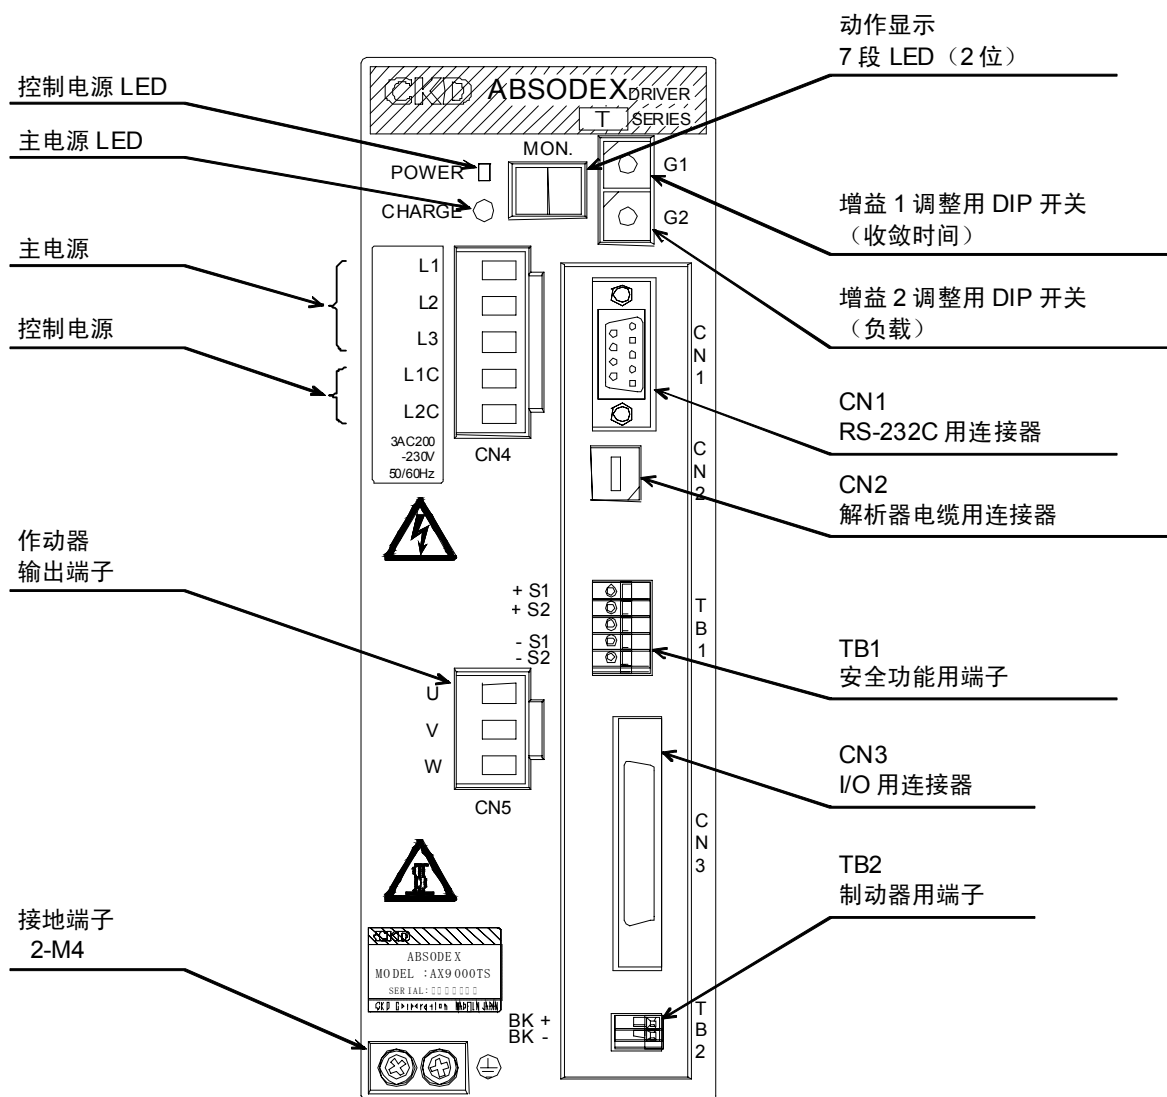 控制电源 LED
主电源 LED
主电源
控制电源
作动器
输出端子
接地端子
2-M4
CKD ABSODEX DRIVER
T SERIES
MON.
POWER
CHARGE
G1
G2
L1
L2
L3
L1C
L2C
3AC200
-230V
50/60Hz
CN4
CN1
CN2
+ S1
+ S2
- S1
- S2
TB1
U
V
W
CN5
CN3
CKD
ABSODEX
MODEL :AX9000TS
SERIAL:
CKD Corporation MADE IN JAPAN
BK +
BK -
TB2
动作显示
7 段 LED（2 位）
增益 1 调整用 DIP 开关
（收敛时间）
增益 2 调整用 DIP 开关
（负载）
CN1
RS-232C 用连接器
CN2
解析器电缆用连接器
TB1
安全功能用端子
CN3
I/O 用连接器
TB2
制动器用端子